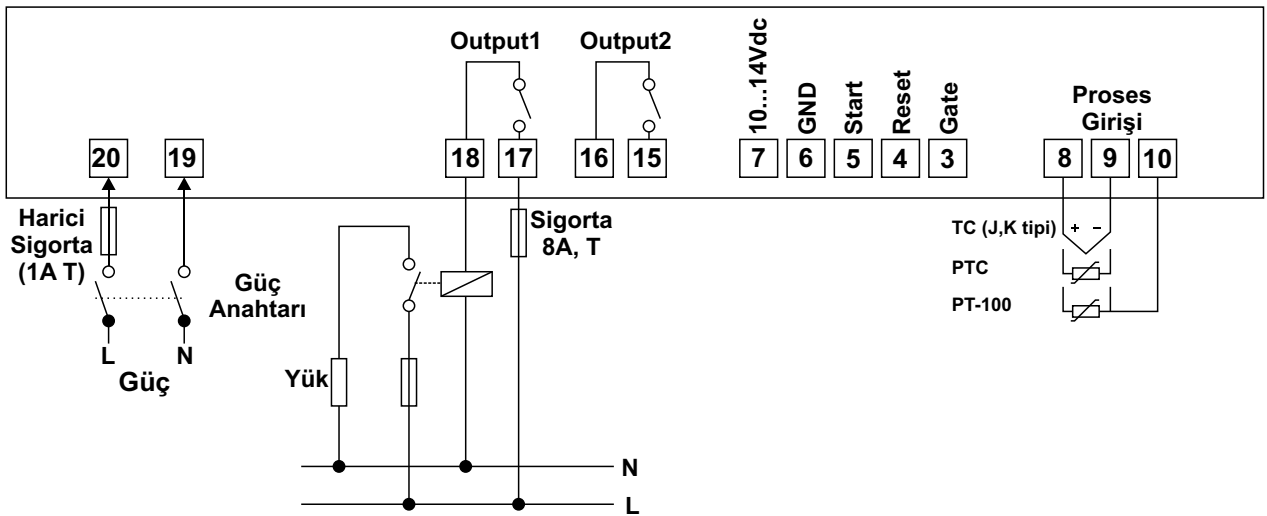 Output1
Output2
10...14Vdc
GND
Start
Reset
Gate
Proses
Girişi
20
19
18
17
16
15
7
6
5
4
3
8
9
10
Harici
Sigorta
(1A T)
Güç
Anahtarı
L
N
Güç
Sigorta
8A, T
Yük
N
L
TC (J,K tipi)
+
−
PTC
PT-100